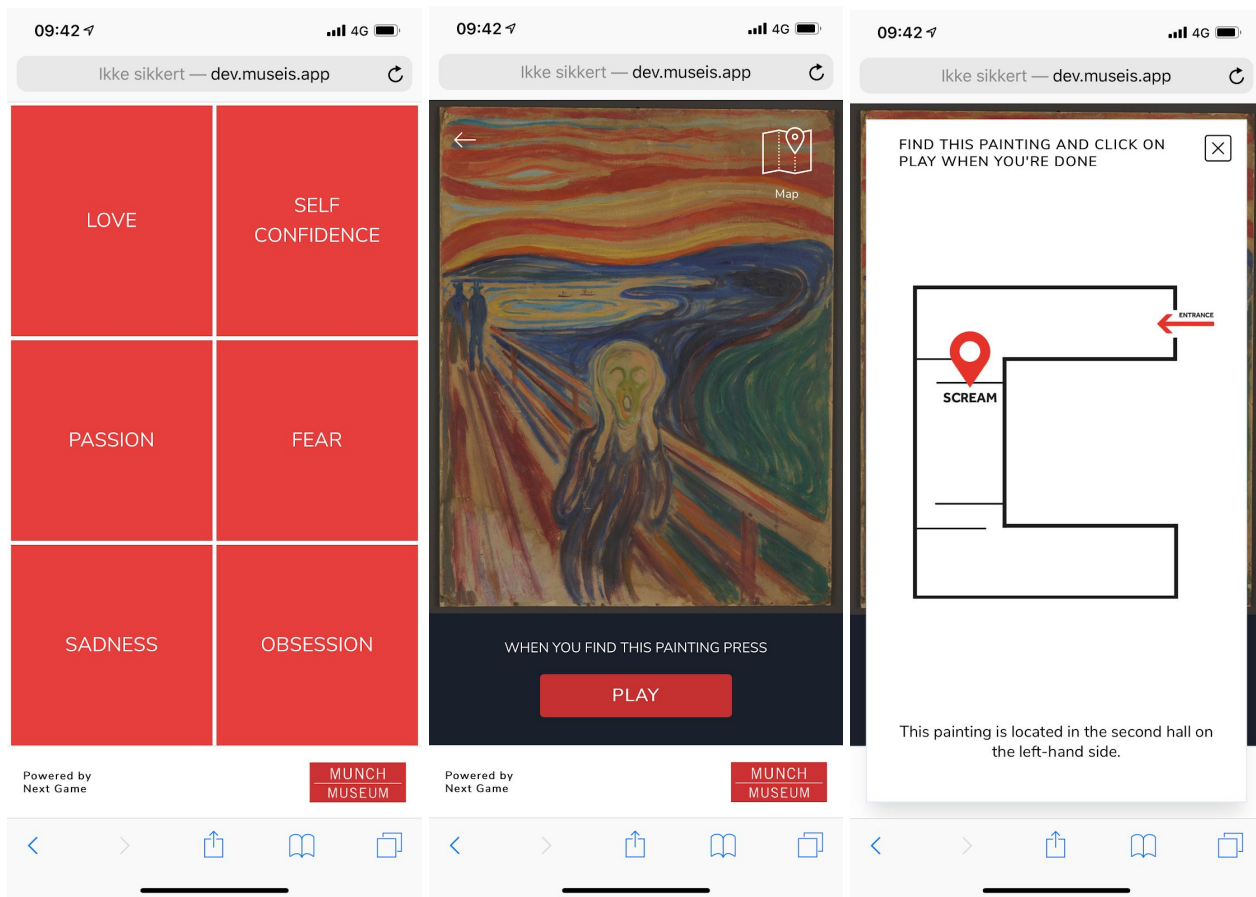 09:42
4G
Ikke sikkert — dev.museis.app
LOVE
SELF
CONFIDENCE
PASSION
FEAR
SADNESS
OBSESSION
Powered by
Next Game
MUNCH
MUSEUM
09:42
4G
Ikke sikkert — dev.museis.app
Map
WHEN YOU FIND THIS PAINTING PRESS
PLAY
Powered by
Next Game
MUNCH
MUSEUM
09:42
4G
Ikke sikkert — dev.museis.app
FIND THIS PAINTING AND CLICK ON
PLAY WHEN YOU'RE DONE
ENTRANCE
SCREAM
This painting is located in the second hall on
the left-hand side.